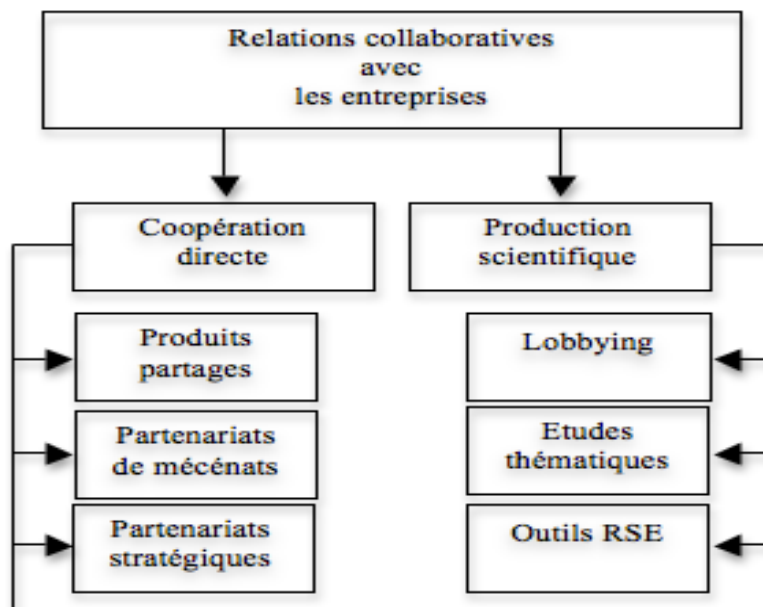 Relations collaboratives
avec
les entreprises
Coopération
directe
Production
scientifique
Produits
partages
Lobbying
Partenariats
de mécénats
Etudes
thématiques
Partenariats
stratégiques
Outils RSE